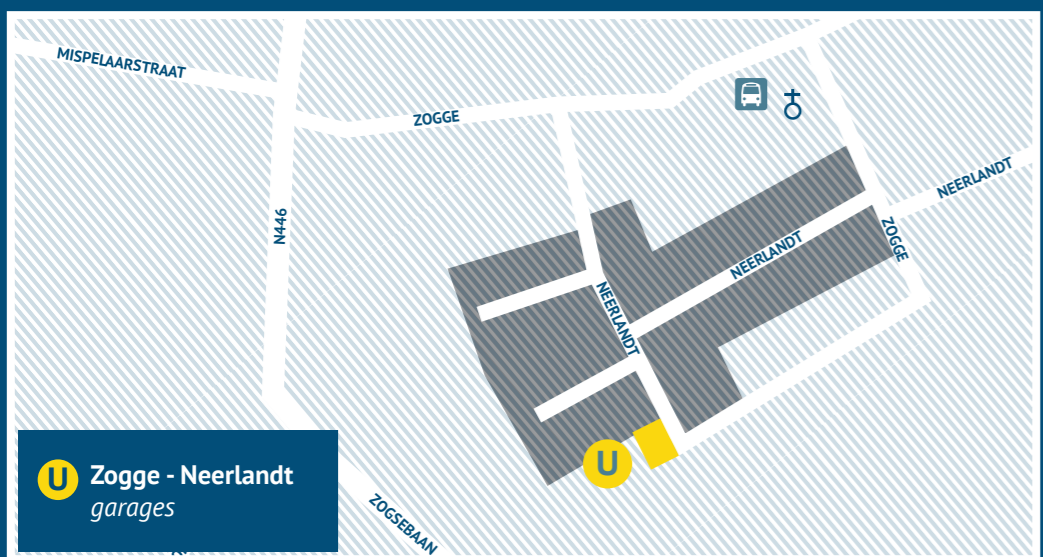 MISPELAARSTRAAT
ZOGGE
N446
NEERLANDT
NEERLANDT
ZOGGE
NEERLANDT
U
U Zogge - Neerlandt
garages
ZOGSEBAAN